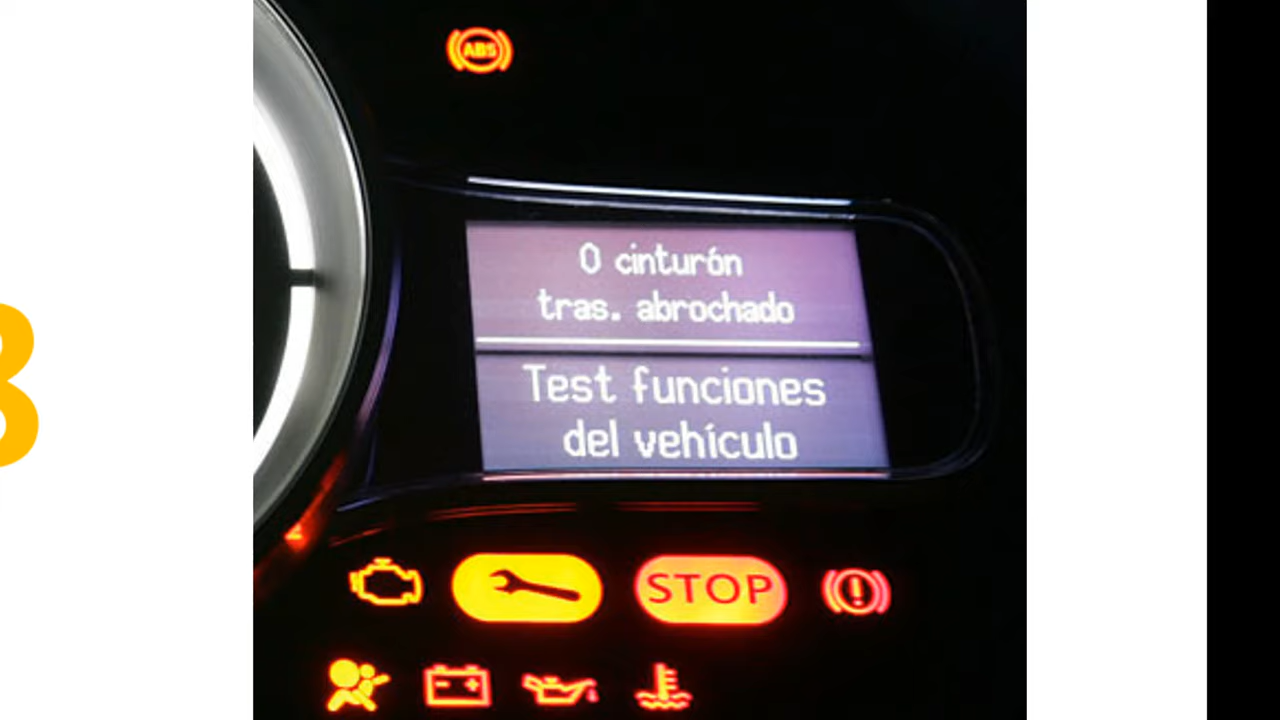 ABS
0 cinturón
tras. abrochado
Test funciones
del vehículo
STOP